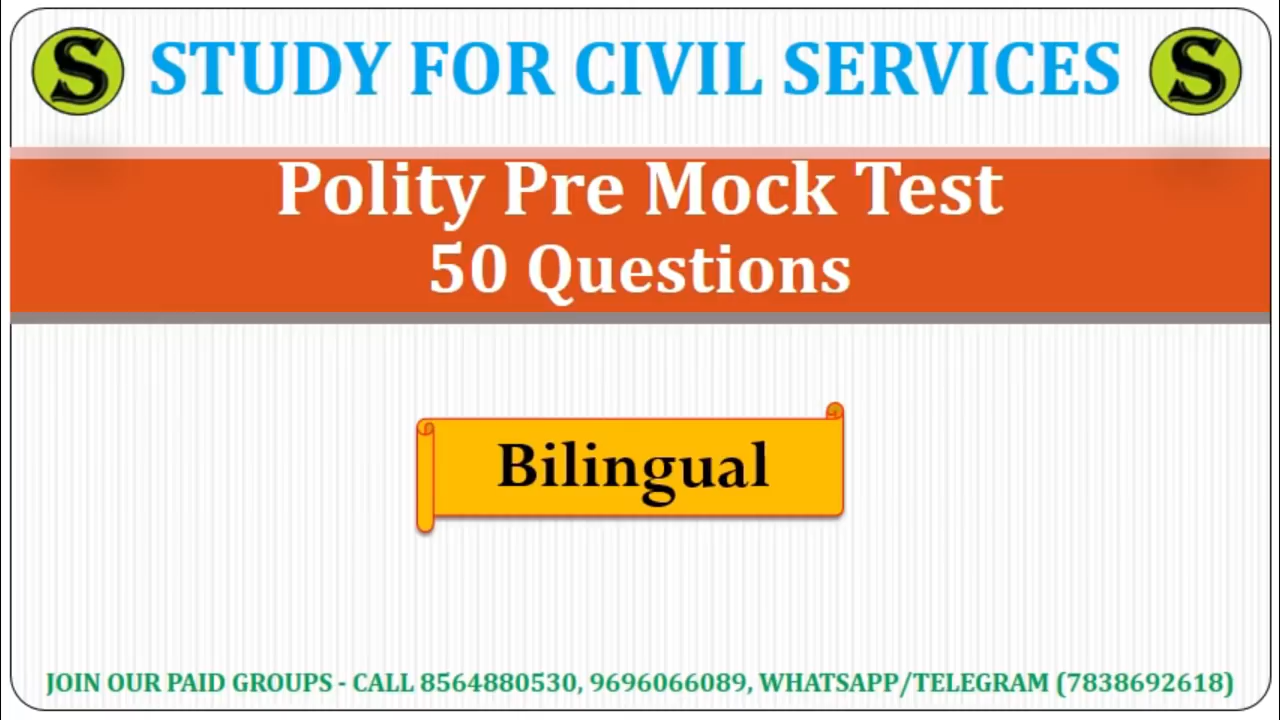 S STUDY FOR CIVIL SERVICES S
Polity Pre Mock Test
50 Questions
Bilingual
JOIN OUR PAID GROUPS - CALL 8564880530, 9696066089, WHATSAPP/TELEGRAM (7838692618)